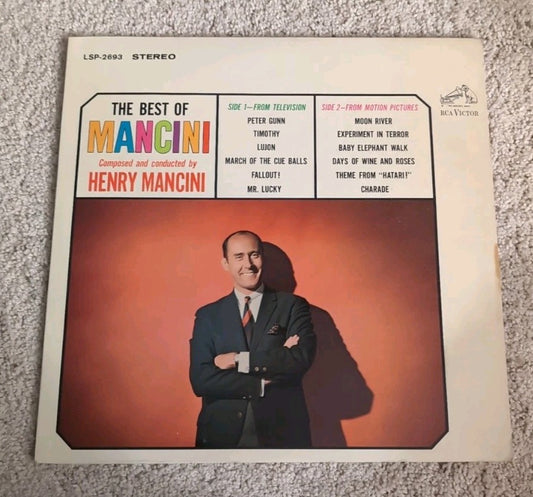 LSP-2693 STEREO
THE BEST OF
MANCINI
Composed and conducted by
HENRY MANCINI
SIDE 1—FROM TELEVISION
PETER GUNN
TIMOTHY
LUJON
MARCH OF THE CUE BALLS
FALLOUT!
MR. LUCKY
SIDE 2—FROM MOTION PICTURES
MOON RIVER
EXPERIMENT IN TERROR
BABY ELEPHANT WALK
DAYS OF WINE AND ROSES
THEME FROM "HATARI!"
CHARADE
RCA VICTOR